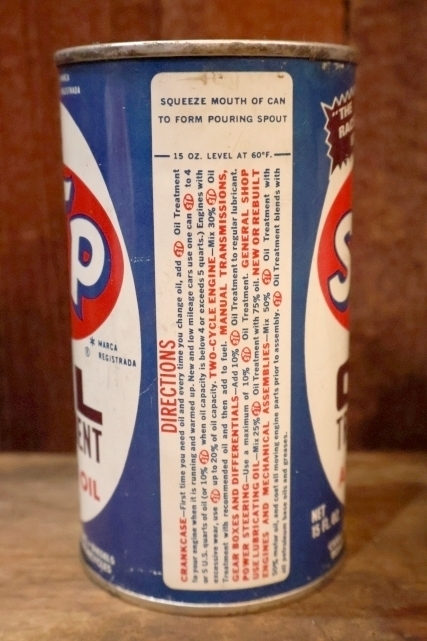 SQUEEZE MOUTH OF CAN
TO FORM POURING SPOUT
15 OZ. LEVEL AT 60°F.
DIRECTIONS
CRANKCASE—First time you need oil and every time you change oil, add STP Oil Treatment
to your engine when it is running and warmed up. New and low mileage cars use one can STP to 4
or 5 U.S. quarts of oil (or 10% STP when oil capacity is below 4 or exceeds 5 quarts.) Engines with
excessive wear, use STP up to 20% of oil capacity. TWO-CYCLE ENGINE—Mix 30% STP Oil
Treatment with recommended oil and then add to fuel. MANUAL TRANSMISSIONS,
GEAR BOXES AND DIFFERENTIALS—Add 10% STP Oil Treatment to regular lubricant.
POWER STEERING—Use a maximum of 10% STP Oil Treatment. GENERAL SHOP
USE LUBRICATING OIL—Mix 25% STP Oil Treatment with 75% oil. NEW OR REBUILT
ENGINES AND MECHANICAL ASSEMBLIES—Mix 50% STP Oil Treatment with
50% motor oil, and coat all moving engine parts prior to assembly. STP Oil Treatment blends with
all petroleum base oils and greases.
TP
® MARCA
REGISTRADA
L
ENT
OIL
"THE
RA
S
T
NET
15 FL. OZ.